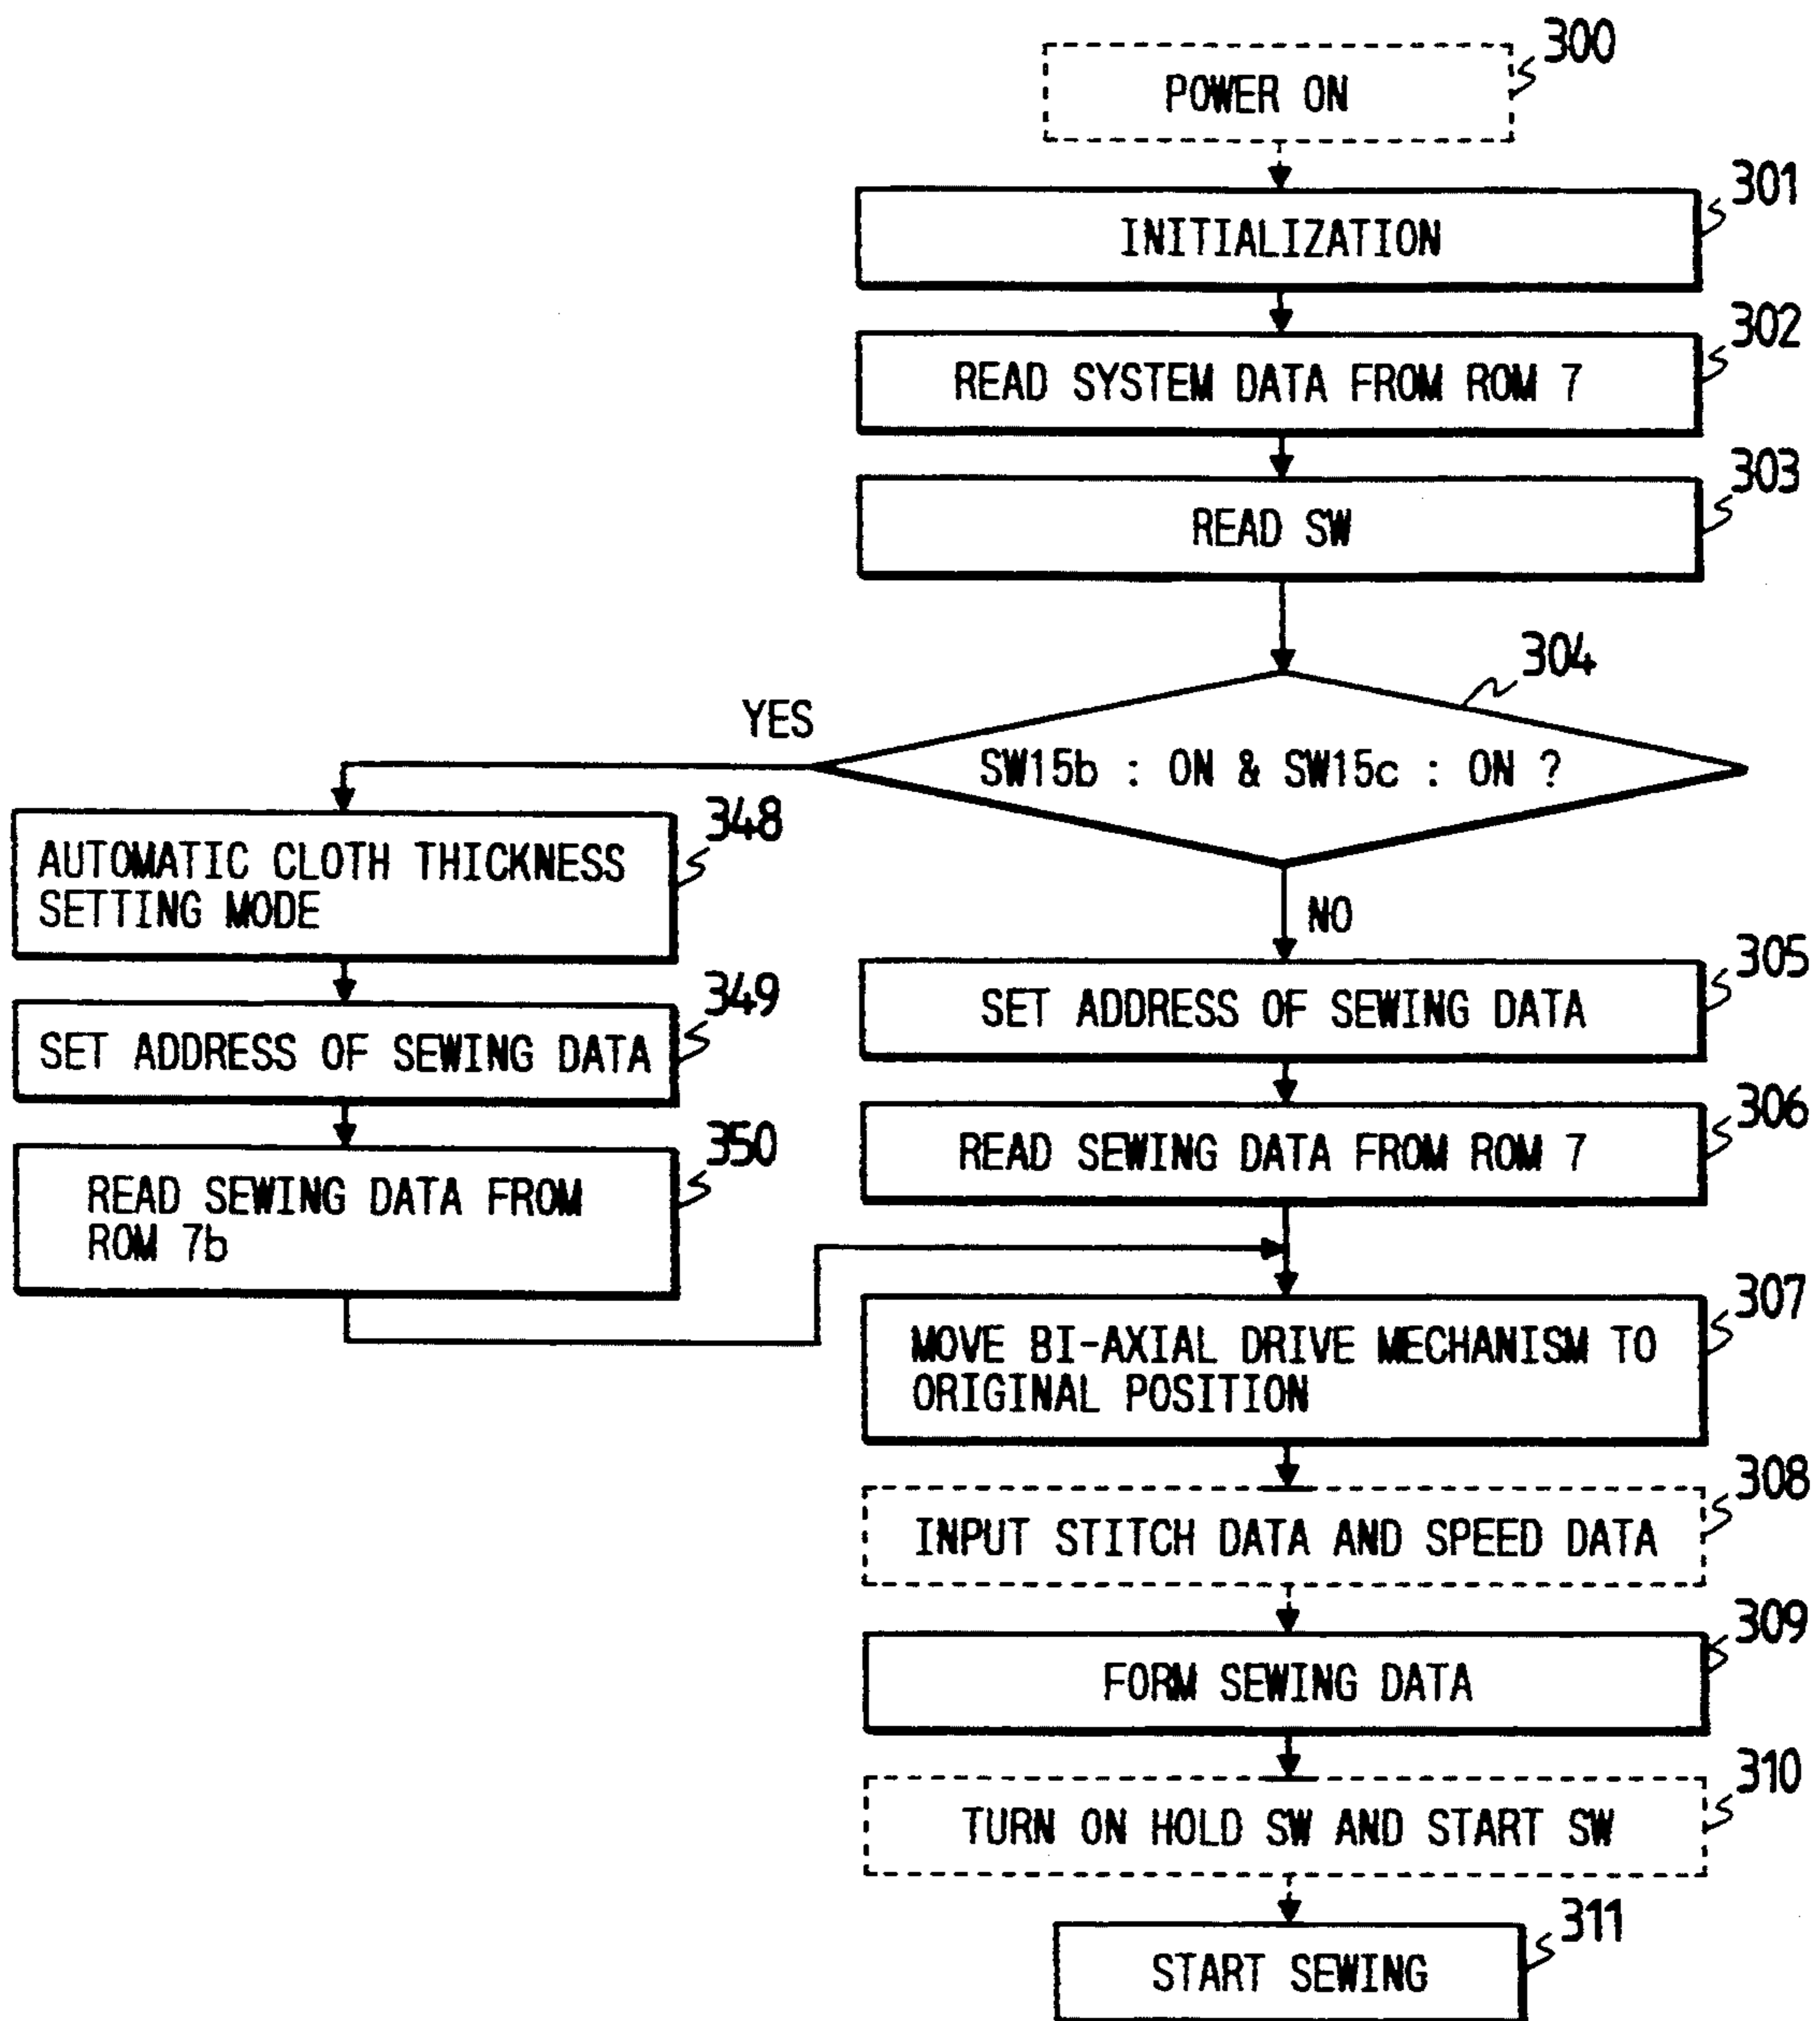 300
POWER ON
301
INITIALIZATION
302
READ SYSTEM DATA FROM ROM 7
303
READ SW
304
YES
SW15b : ON & SW15c : ON ?
348
AUTOMATIC CLOTH THICKNESS
SETTING MODE
NO
305
SET ADDRESS OF SEWING DATA
349
SET ADDRESS OF SEWING DATA
306
READ SEWING DATA FROM ROM 7
350
READ SEWING DATA FROM
ROM 7b
307
MOVE BI-AXIAL DRIVE MECHANISM TO
ORIGINAL POSITION
308
INPUT STITCH DATA AND SPEED DATA
309
FORM SEWING DATA
310
TURN ON HOLD SW AND START SW
311
START SEWING